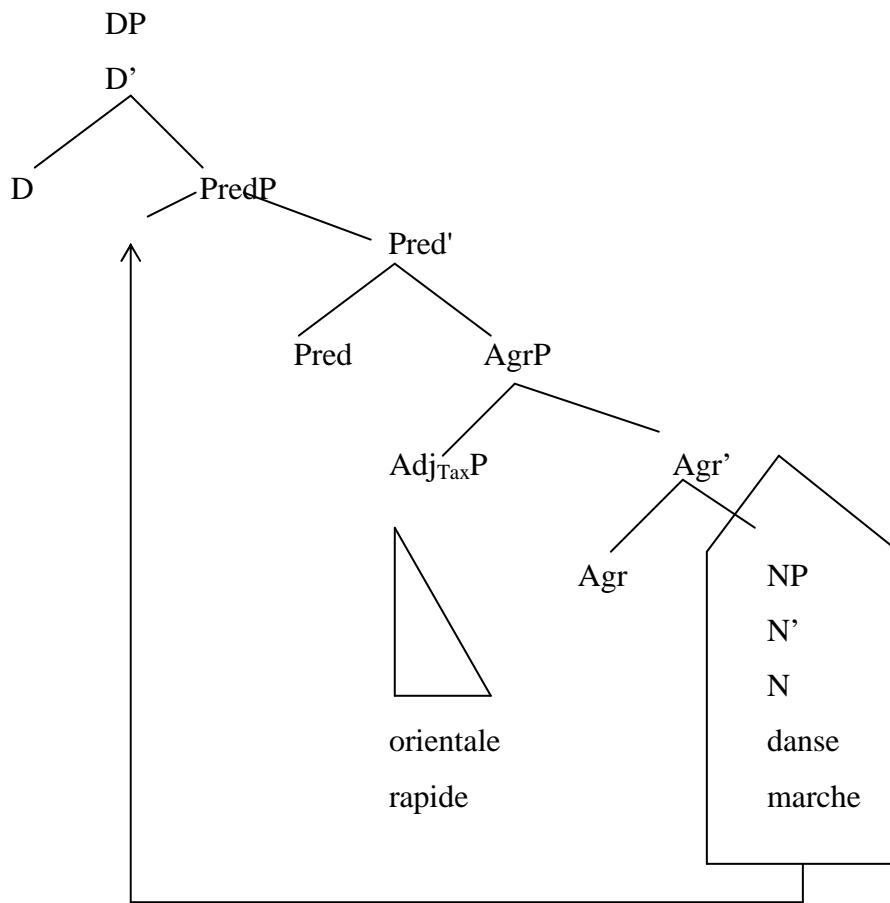 DP
D’
D PredP
Pred'
Pred AgrP
AdjTaxP Agr’
Agr NP
N’
N
orientale danse
rapide marche